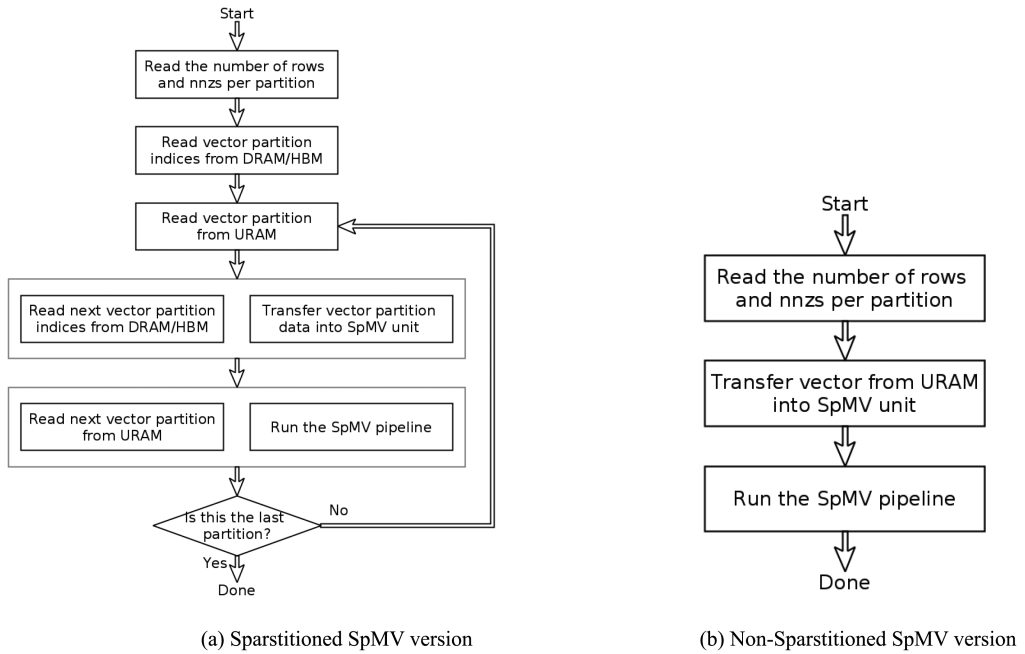 Start
Read the number of rows
and nnzs per partition
Read vector partition
indices from DRAM/HBM
Read vector partition
from URAM
Read next vector partition
indices from DRAM/HBM
Transfer vector partition
data into SpMV unit
Read next vector partition
from URAM
Run the SpMV pipeline
Is this the last
partition?
No
Yes
Done
(a) Sparstitioned SpMV version
Start
Read the number of rows
and nnzs per partition
Transfer vector from URAM
into SpMV unit
Run the SpMV pipeline
Done
(b) Non-Sparstitioned SpMV version